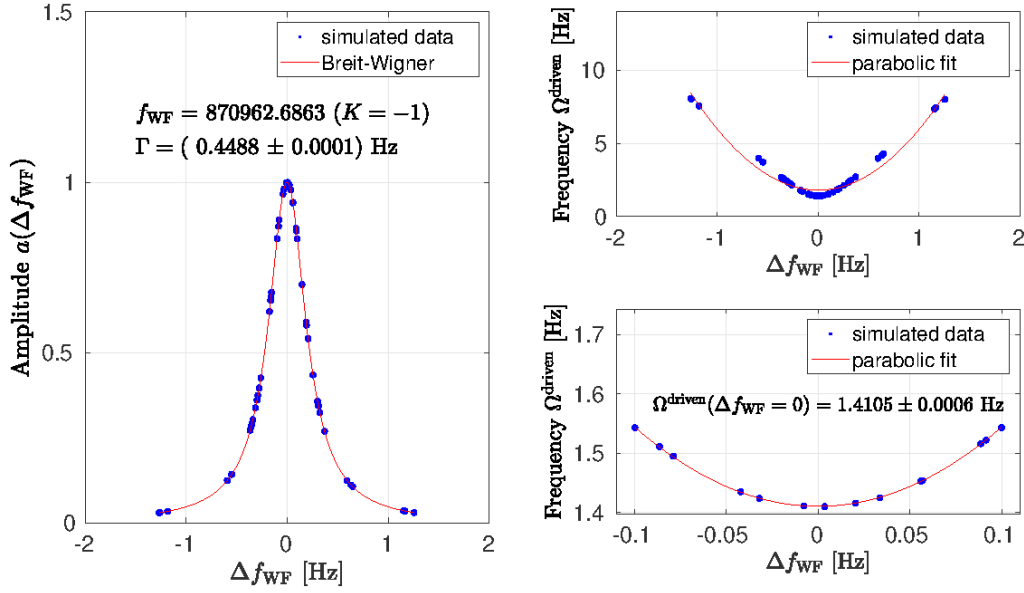 1.5
simulated data
Breit-Wigner
f_WF = 870962.6863 (K = −1)
Γ = ( 0.4488 ± 0.0001) Hz
1
0.5
0
-2
-1
0
1
2
Amplitude a(Δf_WF)
Δf_WF [Hz]
simulated data
parabolic fit
10
5
0
-2
-1
0
1
2
Frequency Ω^driven [Hz]
Δf_WF [Hz]
simulated data
parabolic fit
Ω^driven(Δf_WF = 0) = 1.4105 ± 0.0006 Hz
1.7
1.6
1.5
1.4
-0.1
-0.05
0
0.05
0.1
Frequency Ω^driven [Hz]
Δf_WF [Hz]